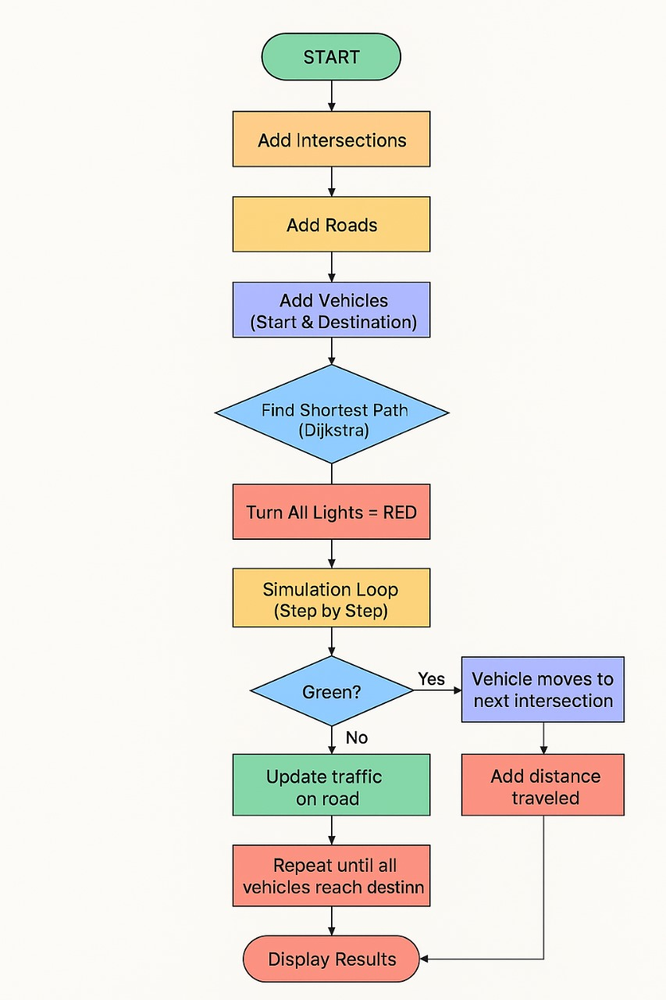 START
Add Intersections
Add Roads
Add Vehicles
(Start & Destination)
Find Shortest Path
(Dijkstra)
Turn All Lights = RED
Simulation Loop
(Step by Step)
Green?
Yes
Vehicle moves to
next intersection
No
Update traffic
on road
Add distance
traveled
Repeat until all
vehicles reach destinn
Display Results